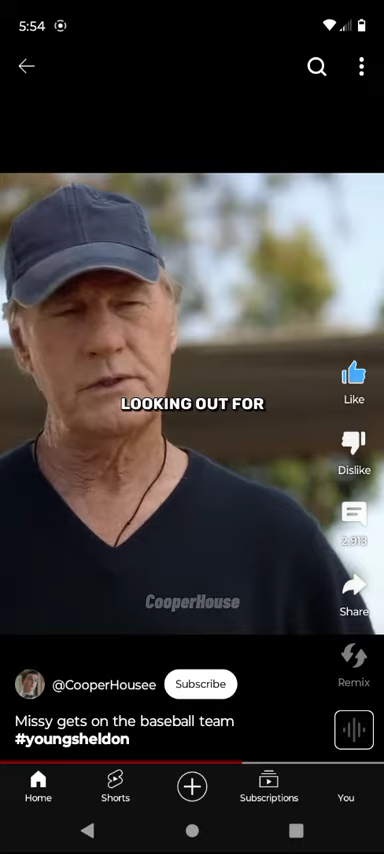 5:54
LOOKING OUT FOR
Like
Dislike
2,913
Share
CooperHouse
Remix
@CooperHousee
Subscribe
Missy gets on the baseball team
#youngsheldon
Home
Shorts
Subscriptions
You